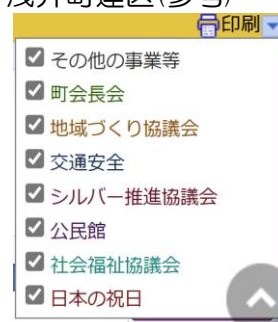 浅井町連区(参考)
印刷
その他の事業等
町会長会
地域づくり協議会
交通安全
シルバー推進協議会
公民館
社会福祉協議会
日本の祝日